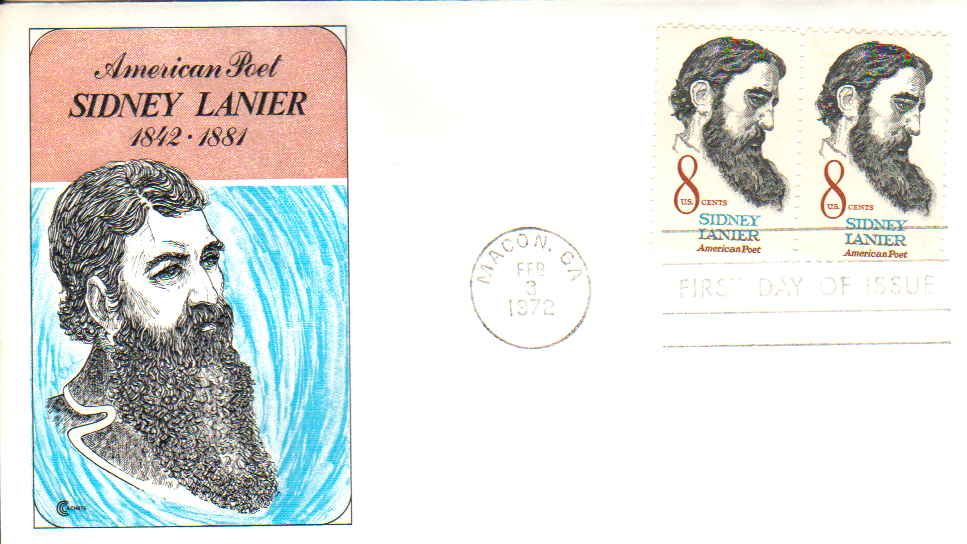 American Poet
SIDNEY LANIER
1842 · 1881
8
U.S. CENTS
SIDNEY
LANIER
American Poet
8
U.S. CENTS
SIDNEY
LANIER
American Poet
MACON, GA
FEB
3
1972
FIRST DAY OF ISSUE